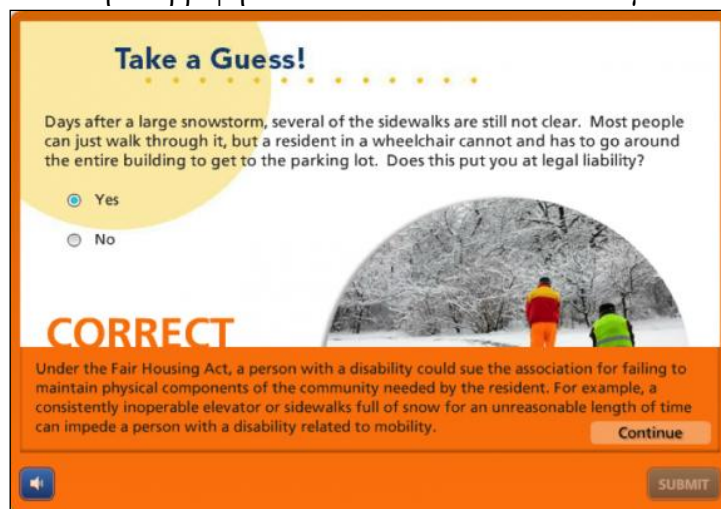 Take a Guess!
Days after a large snowstorm, several of the sidewalks are still not clear. Most people
can just walk through it, but a resident in a wheelchair cannot and has to go around
the entire building to get to the parking lot. Does this put you at legal liability?
Yes
No
CORRECT
Under the Fair Housing Act, a person with a disability could sue the association for failing to
maintain physical components of the community needed by the resident. For example, a
consistently inoperable elevator or sidewalks full of snow for an unreasonable length of time
can impede a person with a disability related to mobility.
Continue
SUBMIT